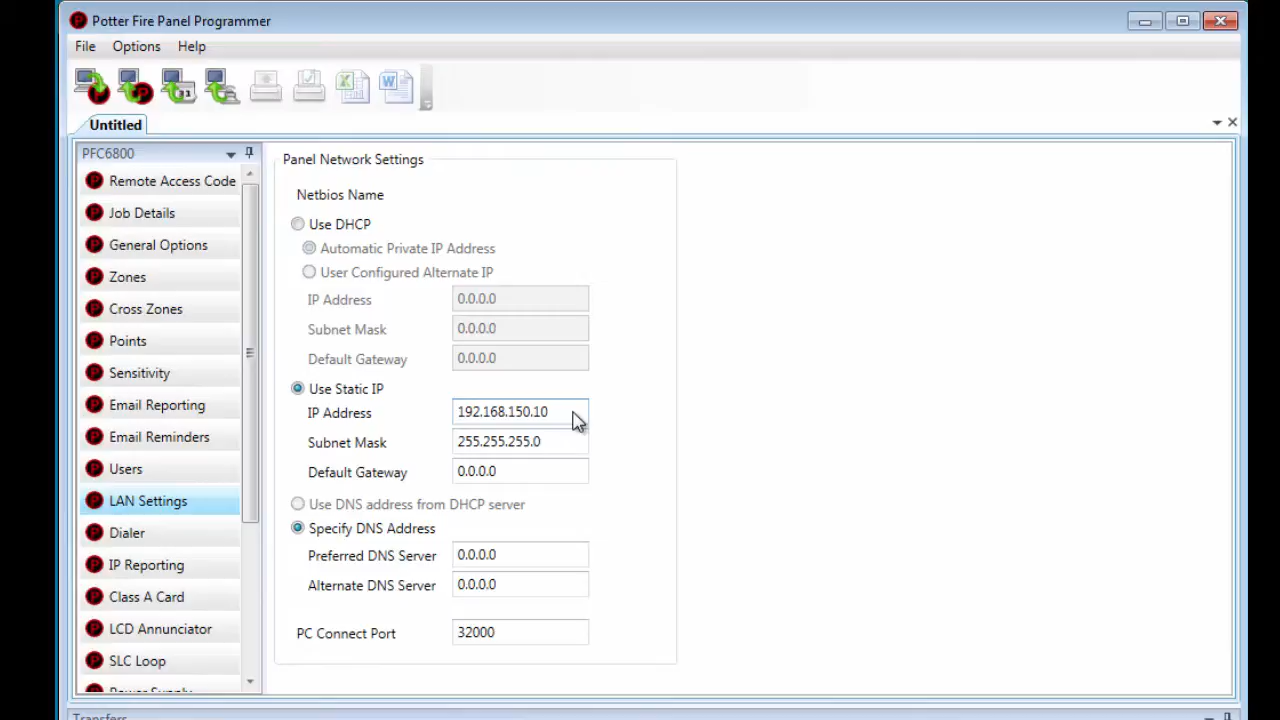 Potter Fire Panel Programmer
File Options Help
Untitled
PFC6800
Remote Access Code
Job Details
General Options
Zones
Cross Zones
Points
Sensitivity
Email Reporting
Email Reminders
Users
LAN Settings
Dialer
IP Reporting
Class A Card
LCD Annunciator
SLC Loop
Power Supply
Panel Network Settings
Netbios Name
Use DHCP
Automatic Private IP Address
User Configured Alternate IP
IP Address 0.0.0.0
Subnet Mask 0.0.0.0
Default Gateway 0.0.0.0
Use Static IP
IP Address 192.168.150.10
Subnet Mask 255.255.255.0
Default Gateway 0.0.0.0
Use DNS address from DHCP server
Specify DNS Address
Preferred DNS Server 0.0.0.0
Alternate DNS Server 0.0.0.0
PC Connect Port 32000
Transfers